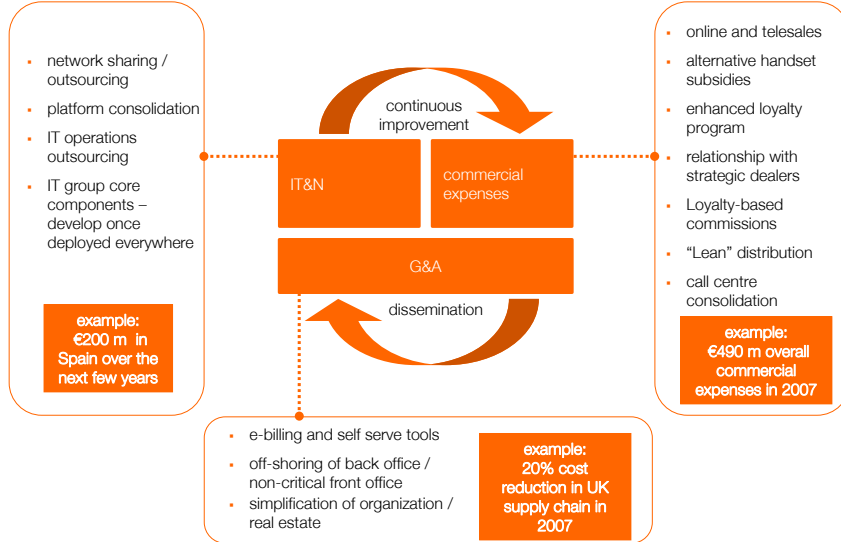 network sharing /
outsourcing
platform consolidation
IT operations
outsourcing
IT group core
components –
develop once
deployed everywhere
example:
€200 m in
Spain over the
next few years
continuous
improvement
IT&N
commercial
expenses
G&A
dissemination
online and telesales
alternative handset
subsidies
enhanced loyalty
program
relationship with
strategic dealers
Loyalty-based
commissions
“Lean” distribution
call centre
consolidation
example:
€490 m overall
commercial
expenses in 2007
e-billing and self serve tools
off-shoring of back office /
non-critical front office
simplification of organization /
real estate
example:
20% cost
reduction in UK
supply chain in
2007